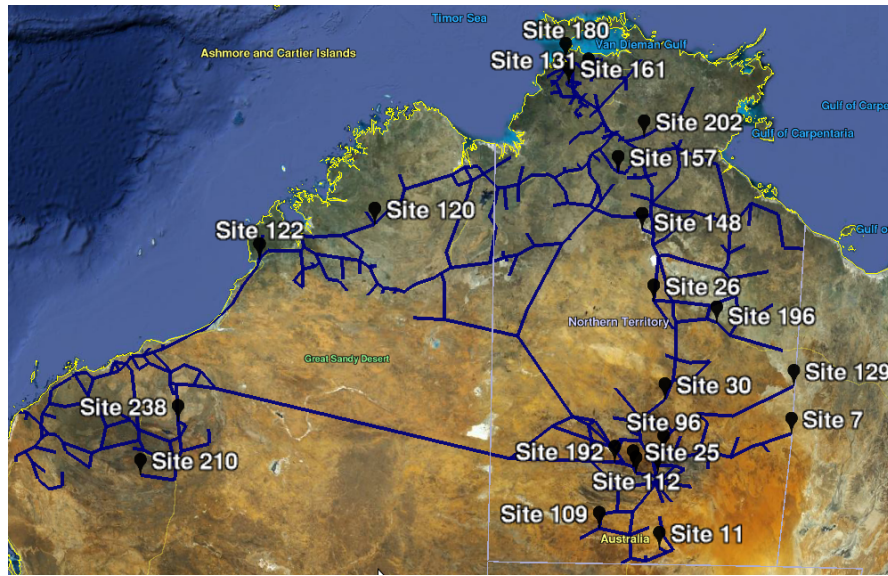 Timor Sea
Site 180
Van Dieman Gulf
Ashmore and Cartier Islands
Site 131
Site 161
Gulf of Carpe
Site 202
Gulf of Carpentaria
Site 157
Site 120
Site 148
Site 122
Gulf o
Site 26
Site 196
Northern Territory
Great Sandy Desert
Site 129
Site 30
Site 238
Site 96
Site 7
Site 192
Site 25
Site 210
Site 112
Site 109
Site 11
Australia